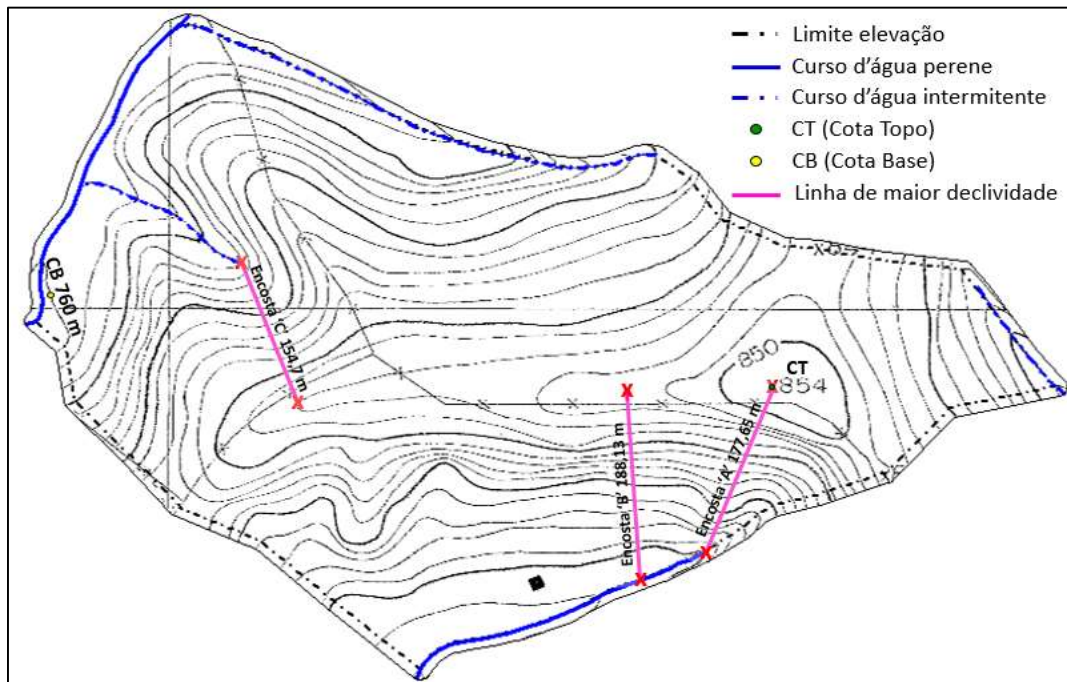 Limite elevação
Curso d'água perene
Curso d'água intermitente
CT (Cota Topo)
CB (Cota Base)
Linha de maior declividade
CB 760 m
Encosta 'C' 154,7 m
850
CT
854
Encosta 'B' 188,13 m
Encosta 'A' 177,65 m